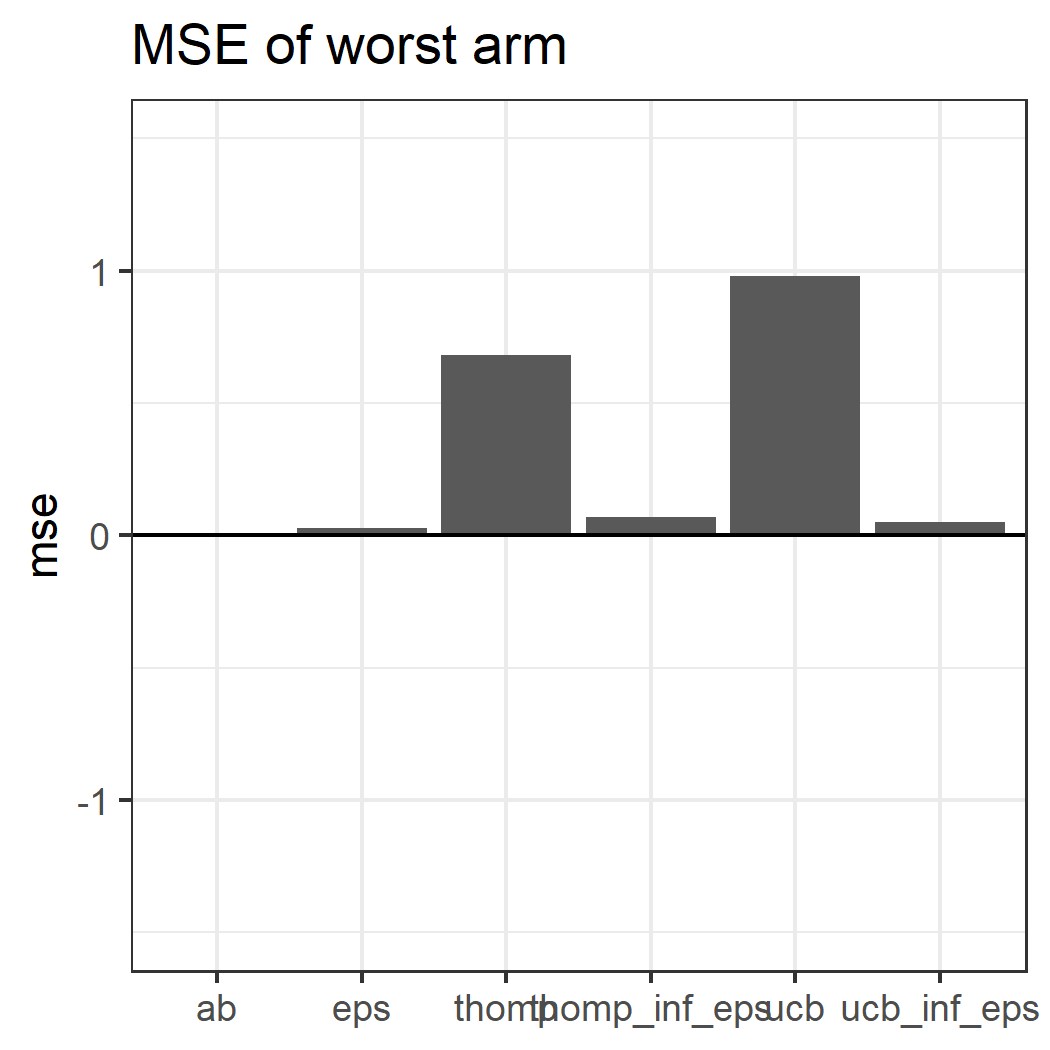 MSE of worst arm
mse
1
0
-1
ab eps thomp thomp_inf_eps ucb ucb_inf_eps